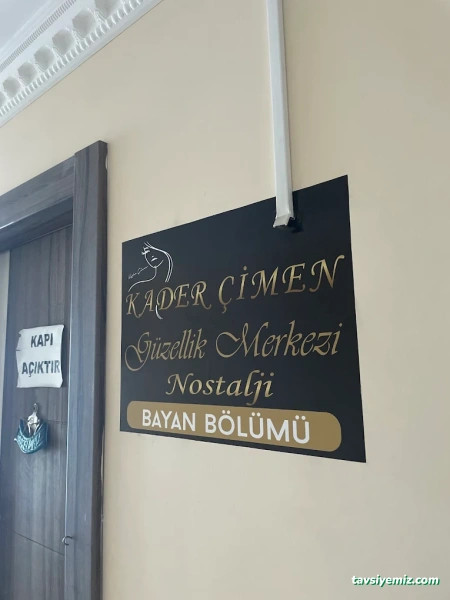 KADER ÇİMEN
Güzellik Merkezi
Nostalji
BAYAN BÖLÜMÜ
KAPI
AÇIKTIR
tavsiyemiz.com